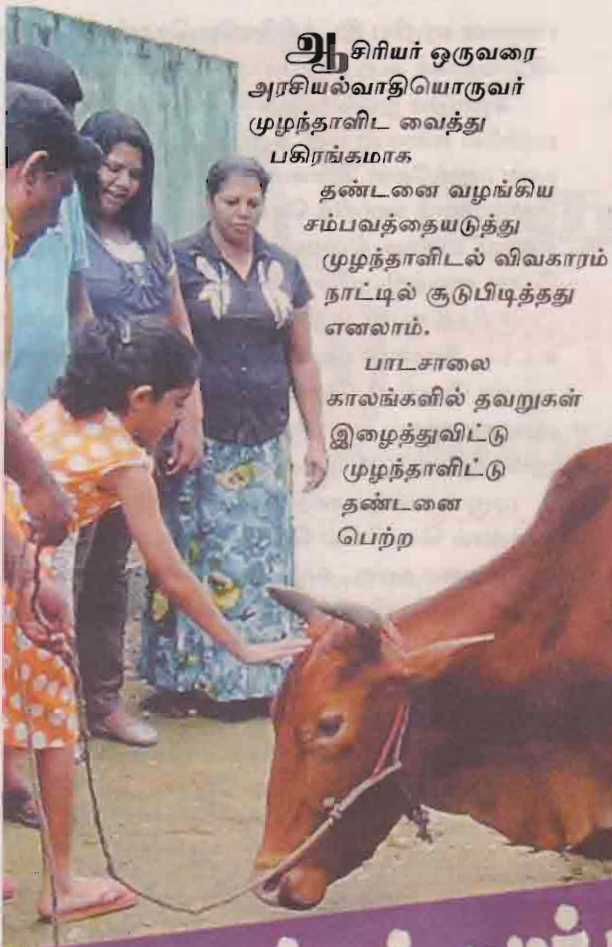 ஆசிரியர் ஒருவரை
அரசியல்வாதியொருவர்
முழந்தாளிட வைத்து
பகிரங்கமாக
தண்டனை வழங்கிய
சம்பவத்தையடுத்து
முழந்தாளிடல் விவகாரம்
நாட்டில் சூடுபிடித்தது
எனலாம்.
பாடசாலை
காலங்களில் தவறுகள்
இழைத்துவிட்டு
முழந்தாளிட்டு
தண்டனை
பெற்ற